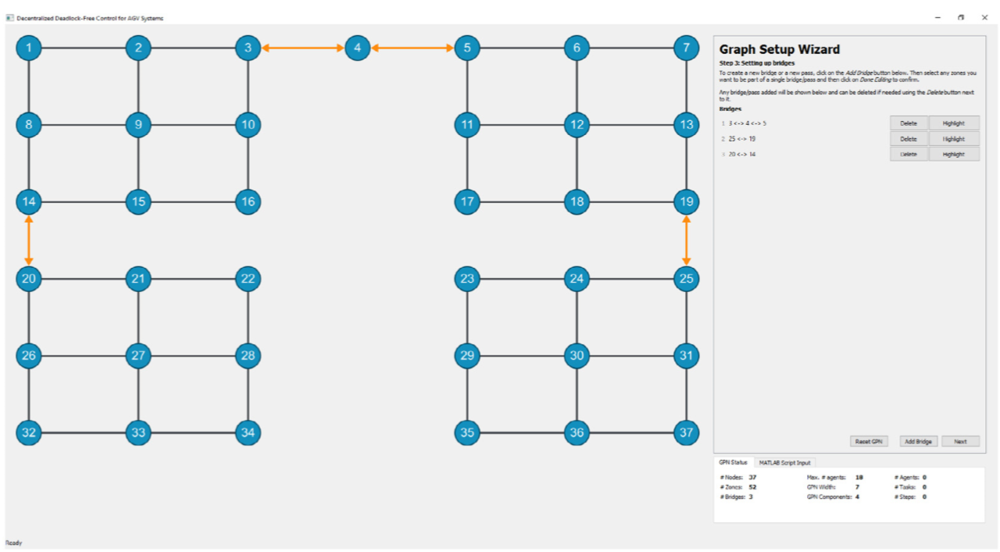 Decentralized Deadlock-Free Control for AGV Systems
1 2 3 4 5 6 7
8 9 10 11 12 13
14 15 16 17 18 19
20 21 22 23 24 25
26 27 28 29 30 31
32 33 34 35 36 37
Graph Setup Wizard
Step 3: Setting up bridges
To create a new bridge or a new pass, click on the Add Bridge button below. Then select any zones you
want to be part of a single bridge/pass and then click on Done Editing to confirm.
Any bridge/pass added will be shown below and can be deleted if needed using the Delete button next
to it.
Bridges
1 3 <-> 4 <-> 5 Delete Highlight
2 25 <-> 19 Delete Highlight
3 20 <-> 14 Delete Highlight
Reset GPN Add Bridge Next
GPN Status MATLAB Script Input
# Nodes: 37 Max. # agents: 18 # Agents: 0
# Zones: 52 GPN Width: 7 # Tasks: 0
# Bridges: 3 GPN Components: 4 # Steps: 0
Ready